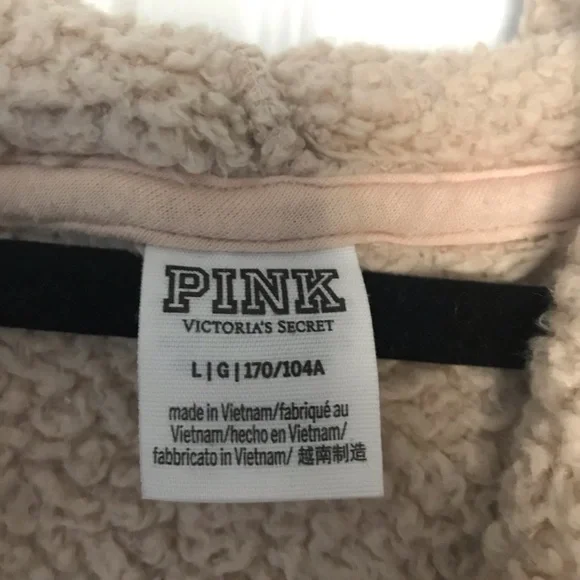 PINK
VICTORIA'S SECRET
L | G | 170/104A
made in Vietnam/fabriqué au
Vietnam/hecho en Vietnam/
fabbricato in Vietnam/ 越南制造